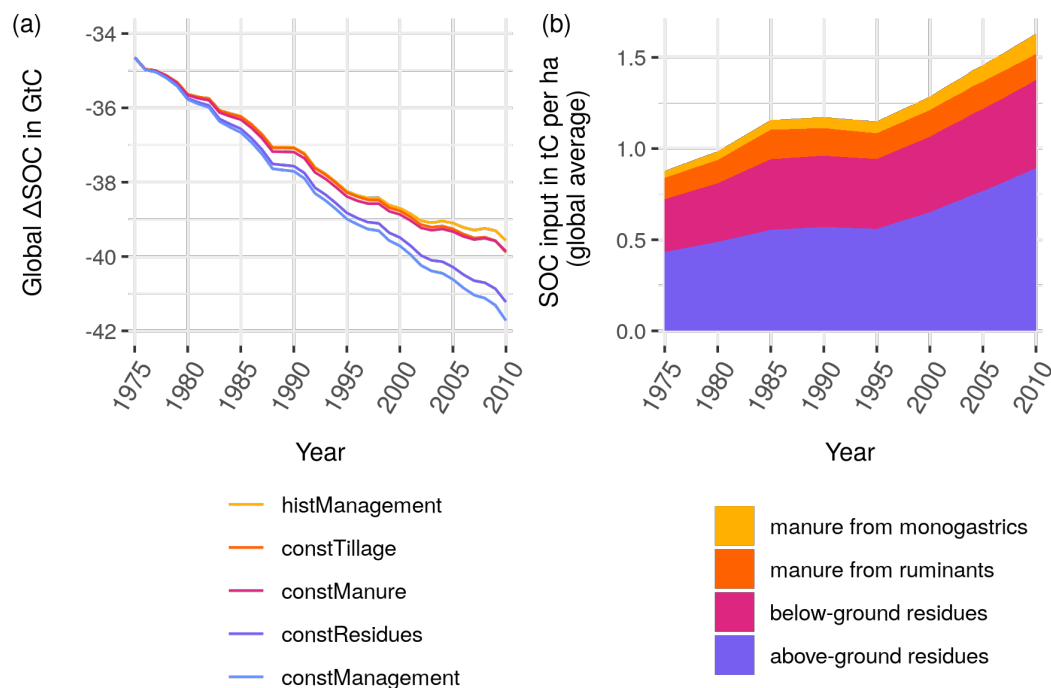 (a)
Global ΔSOC in GtC
-34
-36
-38
-40
-42
1975
1980
1985
1990
1995
2000
2005
2010
Year
histManagement
constTillage
constManure
constResidues
constManagement
(b)
SOC input in tC per ha
(global average)
1.5
1.0
0.5
0.0
1975
1980
1985
1990
1995
2000
2005
2010
Year
manure from monogastrics
manure from ruminants
below-ground residues
above-ground residues